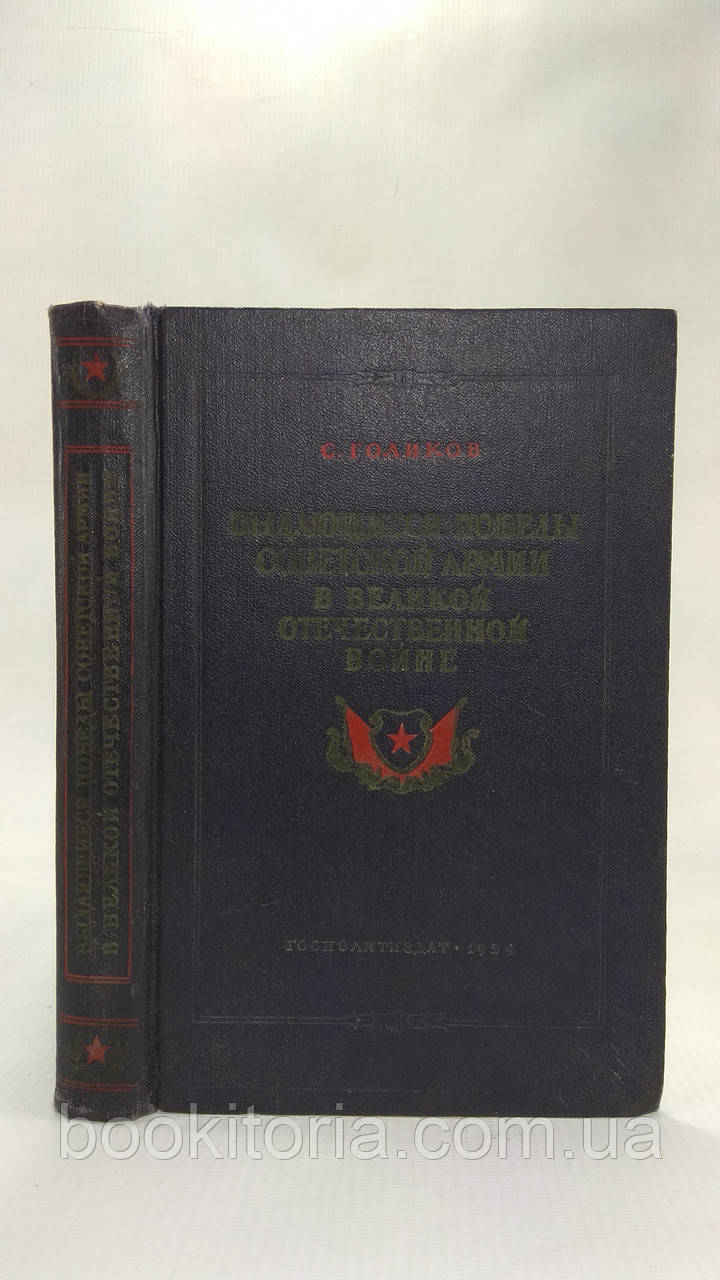 С. ГОЛИКОВ
ВЫДАЮЩИЕСЯ ПОБЕДЫ
СОВЕТСКОЙ АРМИИ
В ВЕЛИКОЙ
ОТЕЧЕСТВЕННОЙ
ВОЙНЕ
ГОСПОЛИТИЗДАТ • 1954
ВЫДАЮЩИЕСЯ ПОБЕДЫ СОВЕТСКОЙ АРМИИ
В ВЕЛИКОЙ ОТЕЧЕСТВЕННОЙ ВОЙНЕ
bookitoria.com.ua